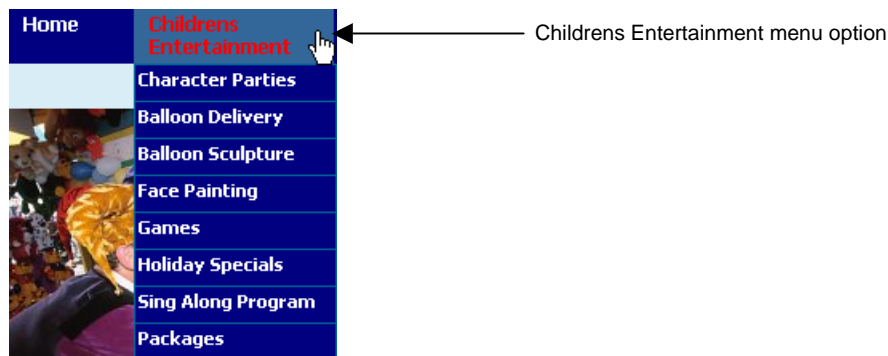 Home
Childrens
Entertainment
Childrens Entertainment menu option
Character Parties
Balloon Delivery
Balloon Sculpture
Face Painting
Games
Holiday Specials
Sing Along Program
Packages